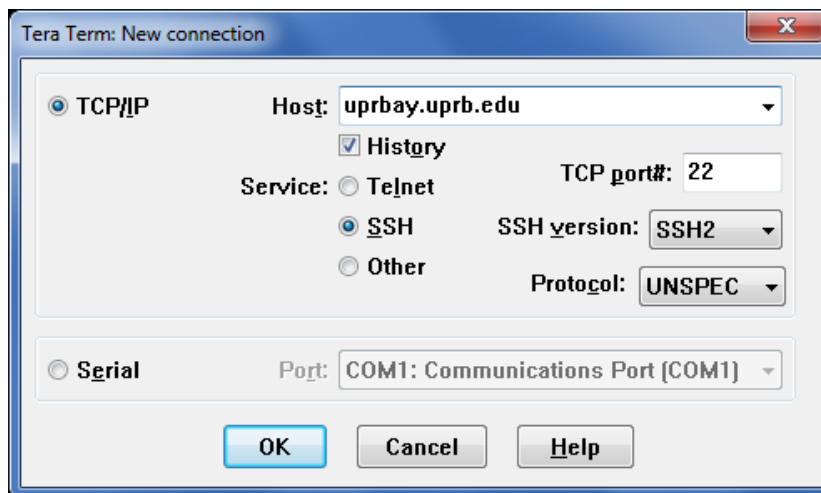 Tera Term: New connection
TCP/IP
Host: uprbay.uprb.edu
History
Service: Telnet
TCP port#: 22
SSH
SSH version: SSH2
Other
Protocol: UNSPEC
Serial
Port: COM1: Communications Port (COM1)
OK Cancel Help